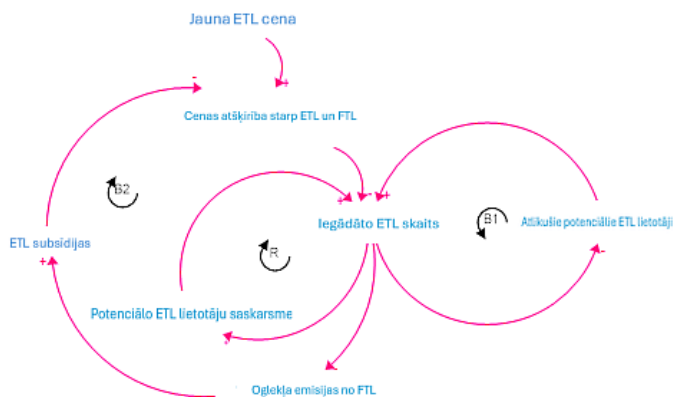 Jauna ETL cena
-
+
Cenas atšķirība starp ETL un FTL
B2
+
-
+
Iegādāto ETL skaits
B1
Atlikušie potenciālie ETL lietotāji
ETL subsīdijas
+
R
-
Potenciālo ETL lietotāju saskarsme
-
Oglekļa emisijas no FTL